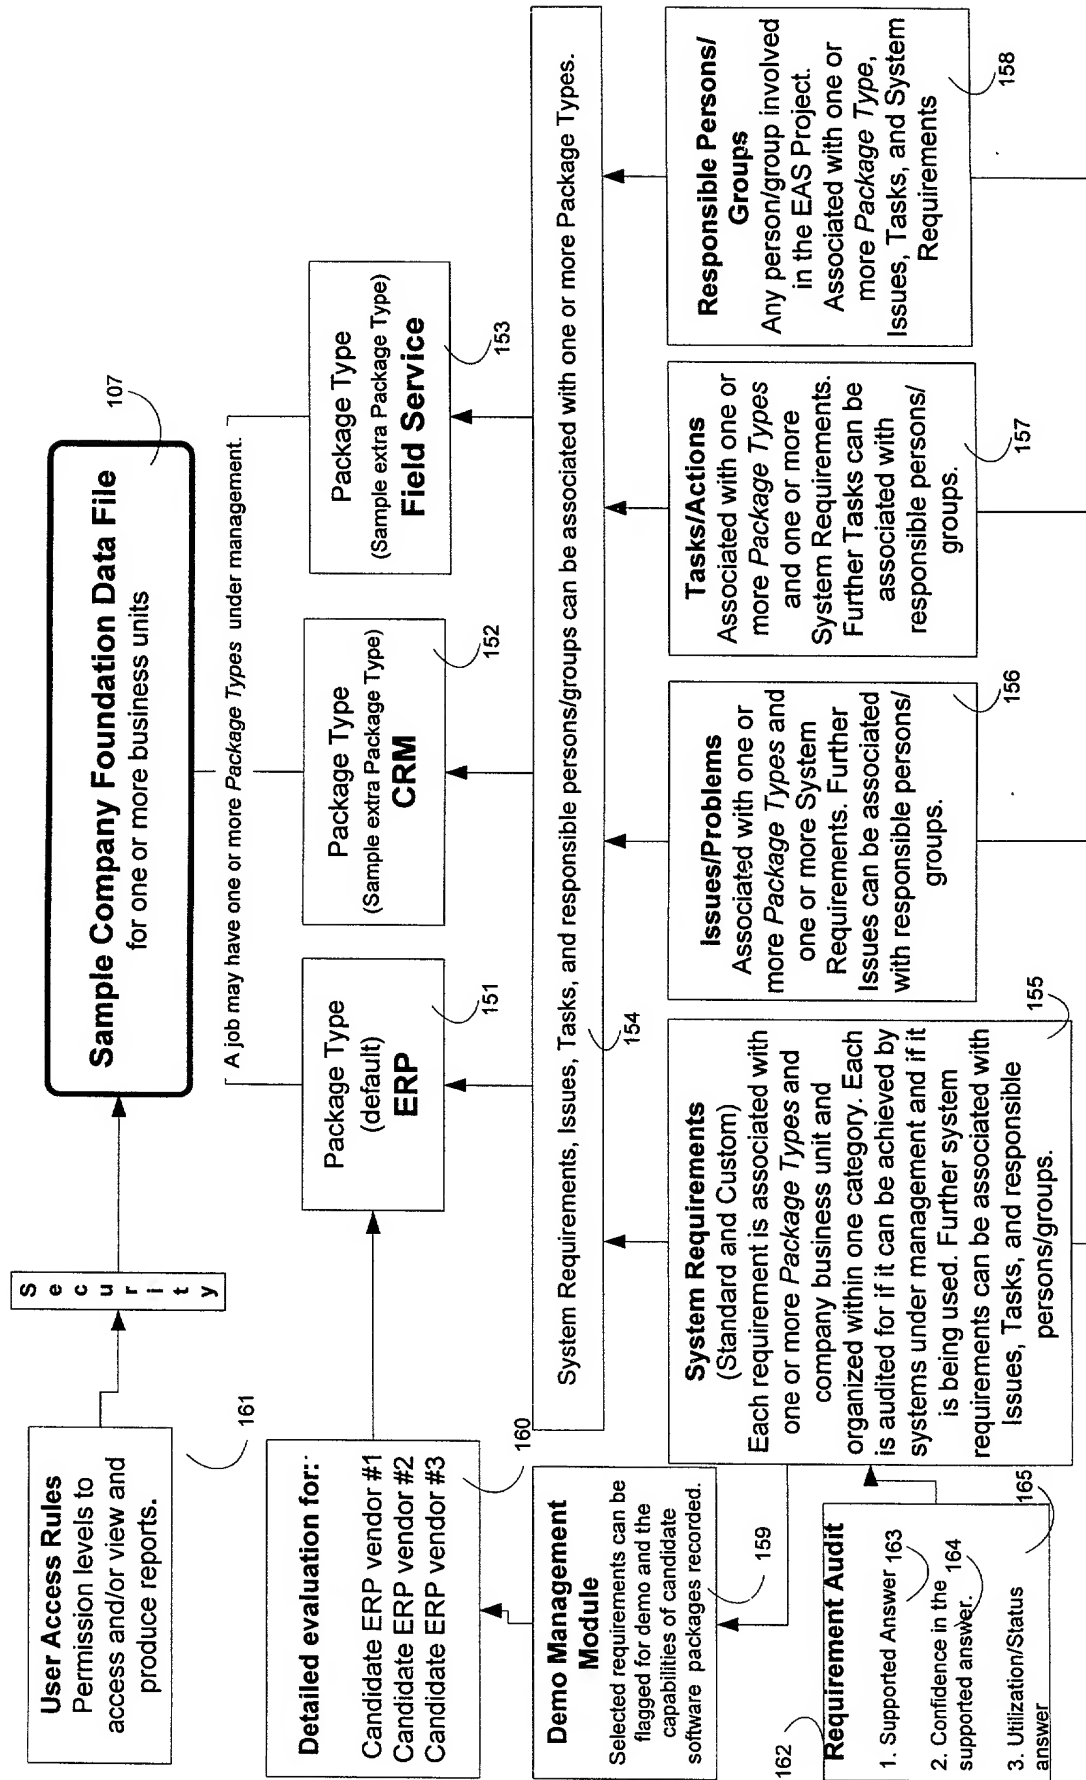 User Access Rules
Permission levels to
access and/or view and
produce reports.
161
S e c u r i t y
Sample Company Foundation Data File
for one or more business units
107
A job may have one or more Package Types under management.
Detailed evaluation for:
Candidate ERP vendor #1
Candidate ERP vendor #2
Candidate ERP vendor #3
160
Package Type
(default)
ERP
151
Package Type
(Sample extra Package Type)
CRM
152
Package Type
(Sample extra Package Type)
Field Service
153
System Requirements, Issues, Tasks, and responsible persons/groups can be associated with one or more Package Types.
154
Demo Management
Module
Selected requirements can be
flagged for demo and the
capabilities of candidate
software packages recorded.
159
System Requirements
(Standard and Custom)
Each requirement is associated with
one or more Package Types and
company business unit and
organized within one category. Each
is audited for if it can be achieved by
systems under management and if it
is being used. Further system
requirements can be associated with
Issues, Tasks, and responsible
persons/groups.
155
Issues/Problems
Associated with one or
more Package Types and
one or more System
Requirements. Further
Issues can be associated
with responsible persons/
groups.
156
Tasks/Actions
Associated with one or
more Package Types
and one or more
System Requirements.
Further Tasks can be
associated with
responsible persons/
groups.
157
Responsible Persons/
Groups
Any person/group involved
in the EAS Project.
Associated with one or
more Package Type,
Issues, Tasks, and System
Requirements
158
162
Requirement Audit
1. Supported Answer 163
2. Confidence in the
supported answer. 164
3. Utilization/Status
answer
165